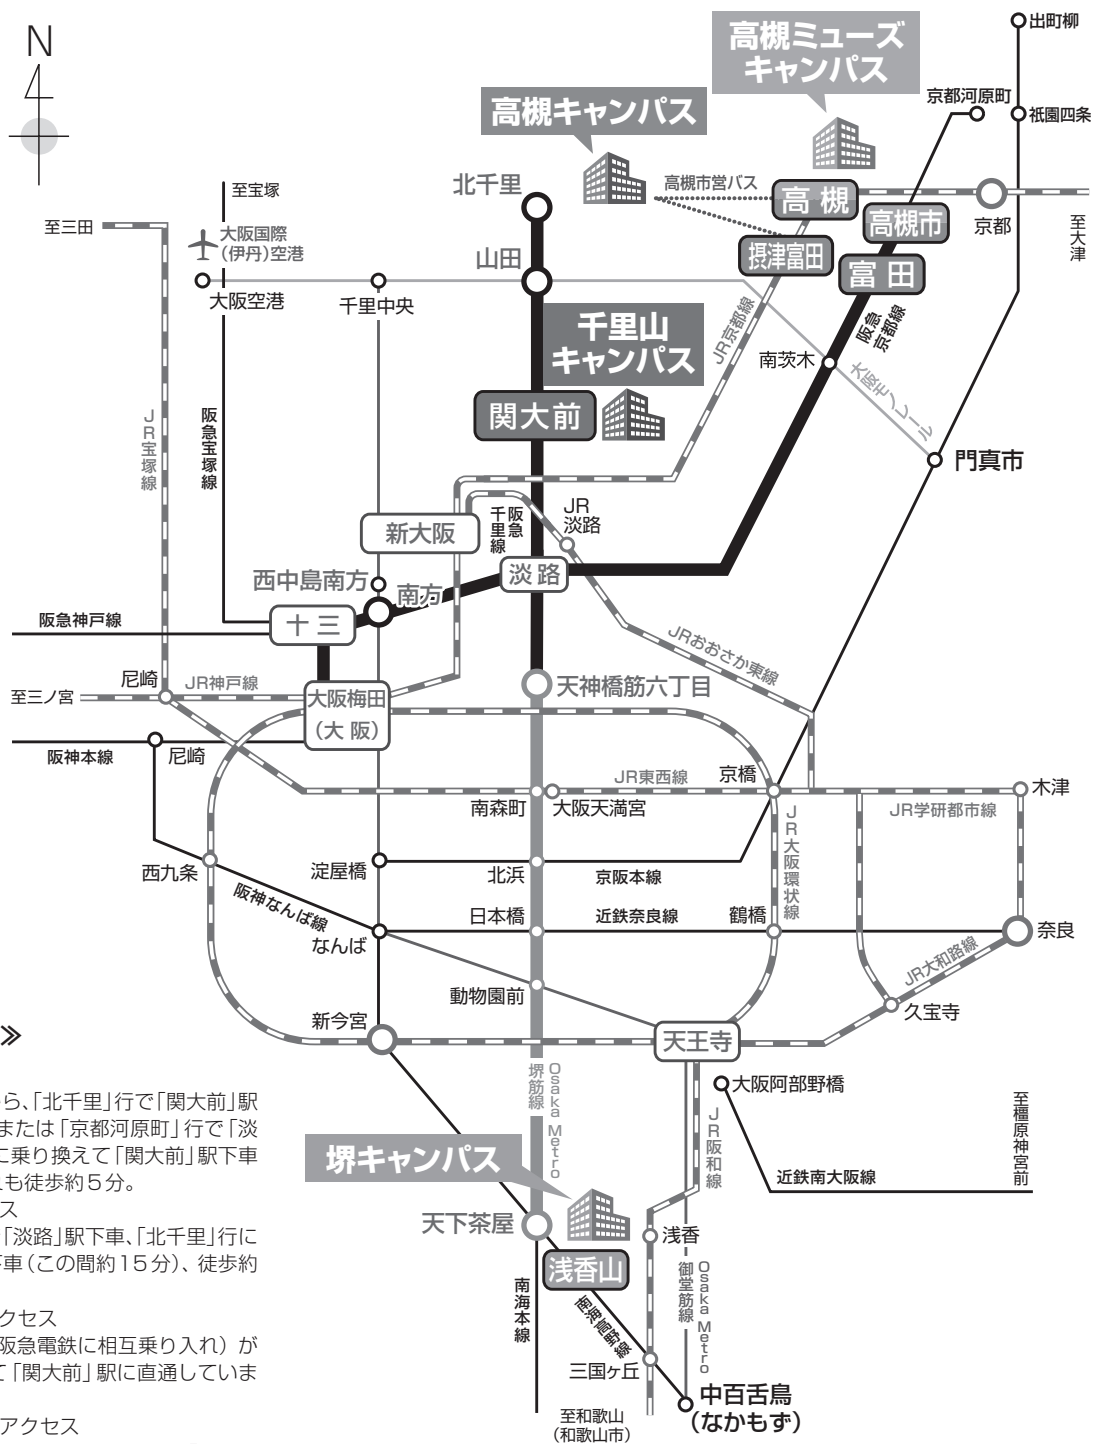 N
出町柳
高槻ミューズ
キャンパス
京都河原町
祇園四条
高槻キャンパス
北千里
高槻市営バス
高槻
高槻市
京都
至大津
至宝塚
至三田
大阪国際
(伊丹)空港
山田
摂津富田
富田
大阪空港
千里中央
千里山
キャンパス
JR京都線
阪急
京都線
南茨木
大阪モノレール
関大前
JR宝塚線
阪急宝塚線
門真市
新大阪
阪急
千里線
JR
淡路
西中島南方
南方
淡路
阪急神戸線
十三
JRおおさか東線
尼崎
JR神戸線
至三ノ宮
大阪梅田
(大阪)
天神橋筋六丁目
阪神本線
尼崎
JR東西線
京橋
木津
南森町
大阪天満宮
JR学研都市線
JR大阪環状線
西九条
淀屋橋
北浜
京阪本線
阪神なんば線
日本橋
近鉄奈良線
鶴橋
なんば
奈良
JR大和路線
動物園前
久宝寺
新今宮
天王寺
≫
堺筋線
Osaka Metro
大阪阿部野橋
JR阪和線
至橿原神宮前
ら、「北千里」行で「関大前」駅
または「京都河原町」行で「淡
に乗り換えて「関大前」駅下車
も徒歩約5分。
ス
「淡路」駅下車、「北千里」行に
車(この間約15分)、徒歩約
クセス
阪急電鉄に相互乗り入れ) が
「関大前」駅に直通していま
アクセス
堺キャンパス
近鉄南大阪線
天下茶屋
浅香
浅香山
御堂筋線
Osaka Metro
南海本線
南海高野線
三国ヶ丘
中百舌鳥
(なかもず)
至和歌山
(和歌山市)